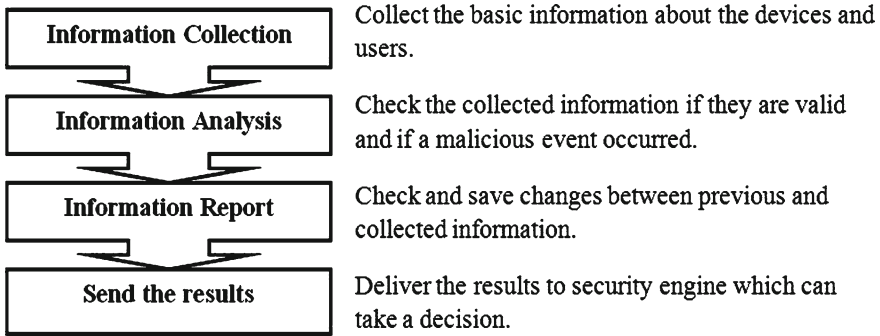 Information Collection
Collect the basic information about the devices and
users.
Information Analysis
Check the collected information if they are valid
and if a malicious event occurred.
Information Report
Check and save changes between previous and
collected information.
Send the results
Deliver the results to security engine which can
take a decision.